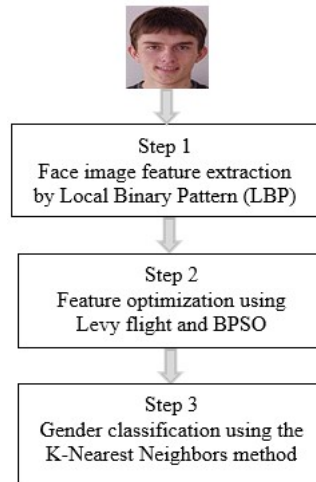 Step 1
Face image feature extraction
by Local Binary Pattern (LBP)
Step 2
Feature optimization using
Levy flight and BPSO
Step 3
Gender classification using the
K-Nearest Neighbors method